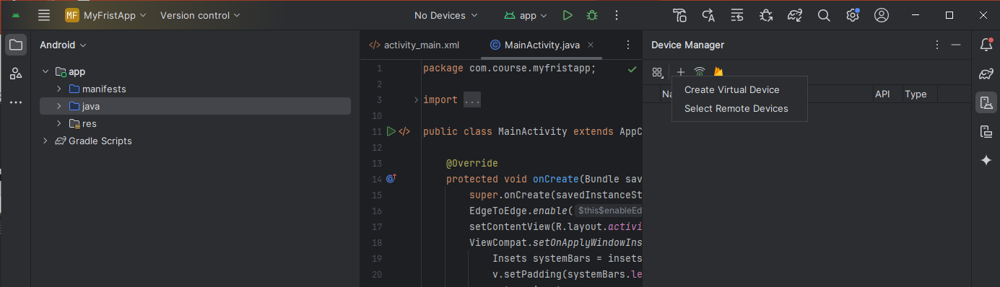 MF MyFristApp Version control No Devices app
Android
app
manifests
java
res
Gradle Scripts
activity_main.xml MainActivity.java
1 package com.course.myfristapp;
2
3 import ...
10
11 public class MainActivity extends AppC
12
13 @Override
14 protected void onCreate(Bundle sav
15 super.onCreate(savedInstanceSt
16 EdgeToEdge.enable( $this$enableEd
17 setContentView(R.layout.activi
18 ViewCompat.setOnApplyWindowIns
19 Insets systemBars = insets
20 v.setPadding(systemBars.le
Device Manager
Na API Type
Create Virtual Device
Select Remote Devices